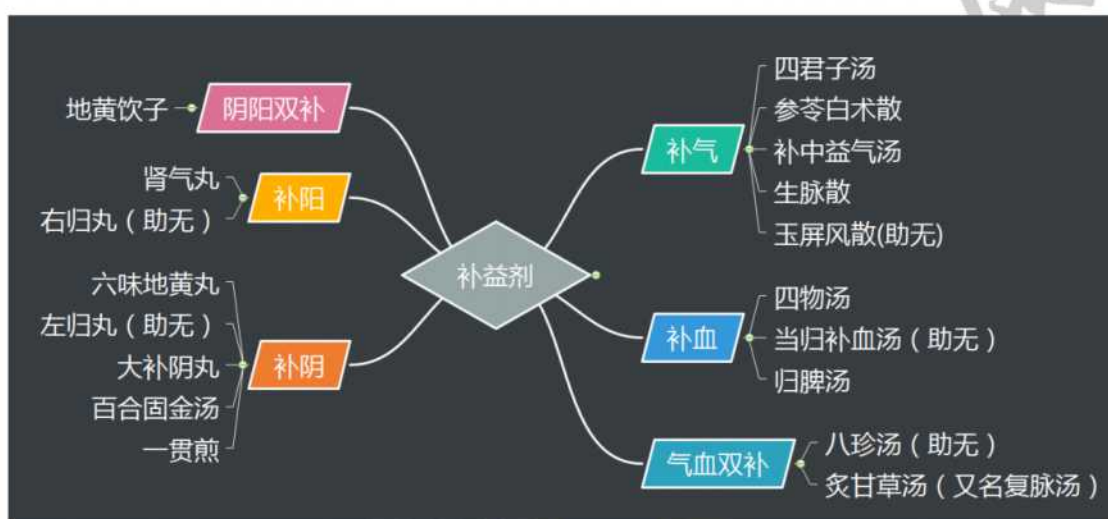 补益剂
补气
四君子汤
参苓白术散
补中益气汤
生脉散
玉屏风散(助无)
补血
四物汤
当归补血汤（助无）
归脾汤
气血双补
八珍汤（助无）
炙甘草汤（又名复脉汤）
阴阳双补
地黄饮子
补阳
肾气丸
右归丸（助无）
补阴
六味地黄丸
左归丸（助无）
大补阴丸
百合固金汤
一贯煎